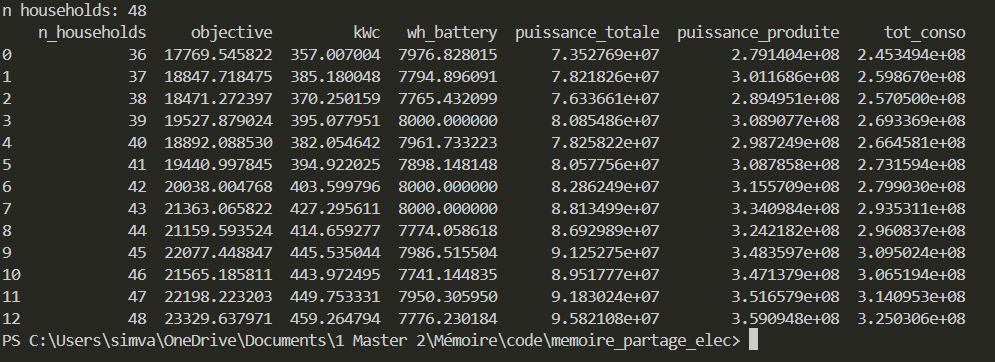 n households: 48
n_households objective kWc wh_battery puissance_totale puissance_produite tot_conso
0 36 17769.545822 357.007004 7976.828015 7.352769e+07 2.791404e+08 2.453494e+08
1 37 18847.718475 385.180048 7794.896091 7.821826e+07 3.011686e+08 2.598670e+08
2 38 18471.272397 370.250159 7765.432099 7.633661e+07 2.894951e+08 2.570500e+08
3 39 19527.879024 395.077951 8000.000000 8.085486e+07 3.089077e+08 2.693369e+08
4 40 18892.088530 382.054642 7961.733223 7.825822e+07 2.987249e+08 2.664581e+08
5 41 19440.997845 394.922025 7898.148148 8.057756e+07 3.087858e+08 2.731594e+08
6 42 20038.004768 403.599796 8000.000000 8.286249e+07 3.155709e+08 2.799030e+08
7 43 21363.065822 427.295611 8000.000000 8.813499e+07 3.340984e+08 2.935311e+08
8 44 21159.593524 414.659277 7774.058618 8.692989e+07 3.242182e+08 2.960837e+08
9 45 22077.448847 445.535044 7986.515504 9.125275e+07 3.483597e+08 3.095024e+08
10 46 21565.185811 443.972495 7741.144835 8.951777e+07 3.471379e+08 3.065194e+08
11 47 22198.223203 449.753331 7950.305950 9.183024e+07 3.516579e+08 3.140953e+08
12 48 23329.637971 459.264794 7776.230184 9.582108e+07 3.590948e+08 3.250306e+08
PS C:\Users\simva\OneDrive\Documents\1 Master 2\Mémoire\code\memoire_partage_elec>